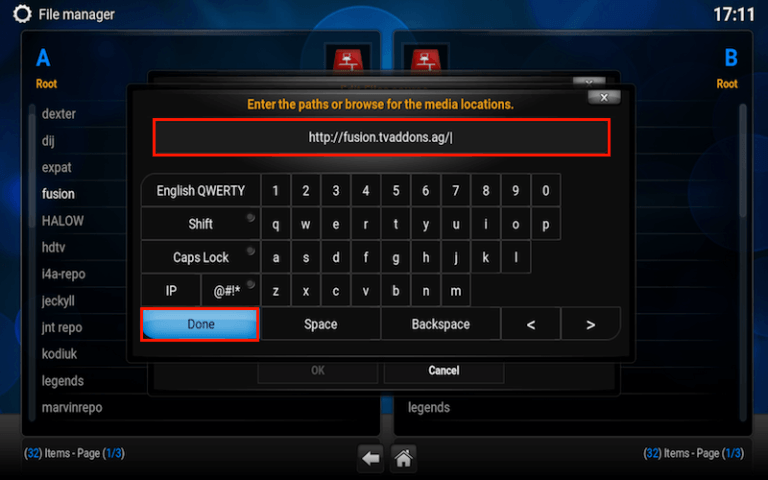 File manager
17:11
A
B
Root
Root
dexter
dij
expat
fusion
HALOW
hdtv
i4a-repo
jeckyll
jnt repo
kodiuk
legends
marvinrepo
Enter the paths or browse for the media locations.
http://fusion.tvaddons.ag/
English QWERTY 1 2 3 4 5 6 7 8 9 0
Shift q w e r t y u i o p
Caps Lock a s d f g h j k l
IP @#!* z x c v b n m
Done Space Backspace < >
OK Cancel
legends
(32) Items - Page (1/3)
(32) Items - Page (1/3)